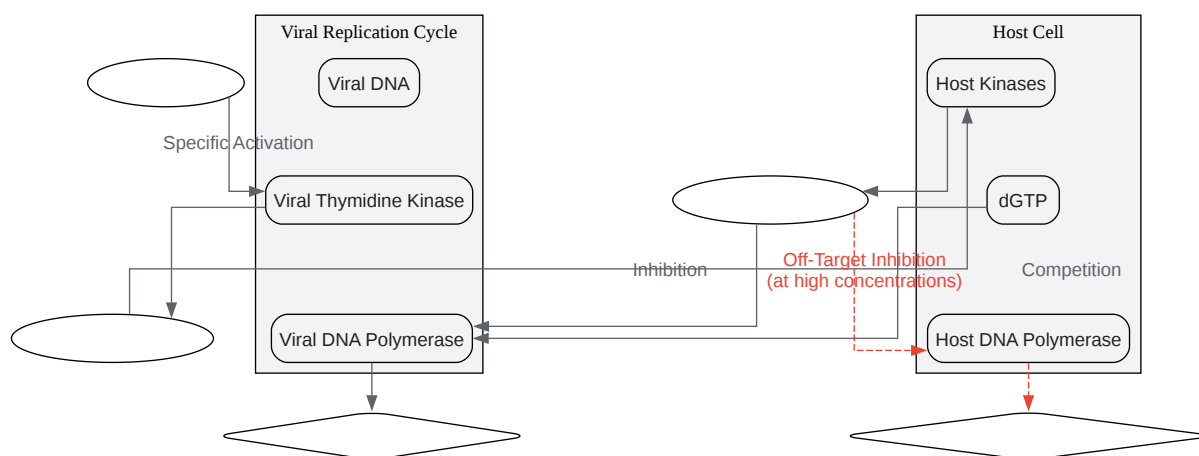 Viral Replication Cycle
Host Cell
Viral DNA
Host Kinases
Specific Activation
Viral Thymidine Kinase
dGTP
Inhibition
Off-Target Inhibition
(at high concentrations)
Competition
Viral DNA Polymerase
Host DNA Polymerase